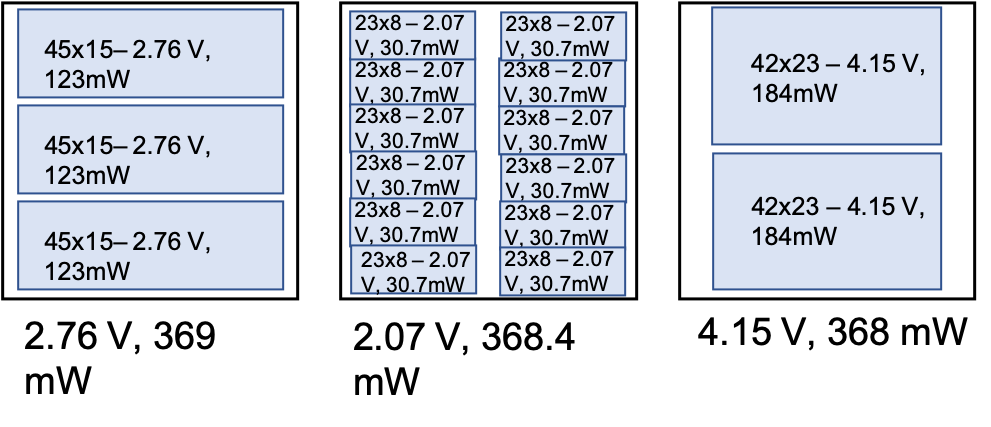 45x15– 2.76 V,
123mW
45x15– 2.76 V,
123mW
45x15– 2.76 V,
123mW
2.76 V, 369
mW
23x8 – 2.07
V, 30.7mW
23x8 – 2.07
V, 30.7mW
23x8 – 2.07
V, 30.7mW
23x8 – 2.07
V, 30.7mW
23x8 – 2.07
V, 30.7mW
23x8 – 2.07
V, 30.7mW
23x8 – 2.07
V, 30.7mW
23x8 – 2.07
V, 30.7mW
23x8 – 2.07
V, 30.7mW
23x8 – 2.07
V, 30.7mW
23x8 – 2.07
V, 30.7mW
23x8 – 2.07
V, 30.7mW
2.07 V, 368.4
mW
42x23 – 4.15 V,
184mW
42x23 – 4.15 V,
184mW
4.15 V, 368 mW